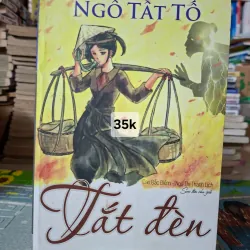 NGÔ TẤT TỐ
35k
Tắt đèn